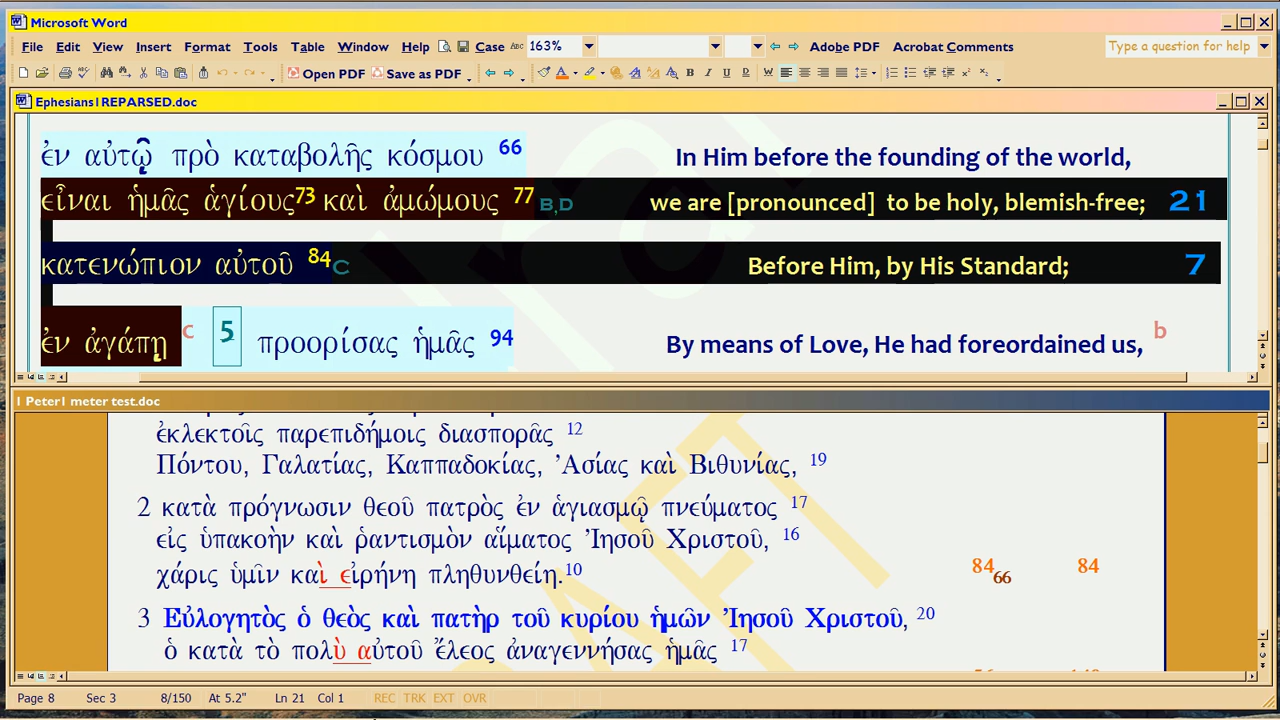 Microsoft Word
File Edit View Insert Format Tools Table Window Help Case ABC 163% Adobe PDF Acrobat Comments Type a question for help
Open PDF Save as PDF B I U D W
Ephesians1REPARSED.doc
ἐν αὐτῷ πρὸ καταβολῆς κόσμου 66 In Him before the founding of the world,
εἶναι ἡμᾶς ἁγίους73 καὶ ἀμώμους 77 B,D we are [pronounced] to be holy, blemish-free; 21
κατενώπιον αὐτοῦ 84 C Before Him, by His Standard; 7
ἐν ἀγάπῃ c 5 προορίσας ἡμᾶς 94 By means of Love, He had foreordained us, b
1 Peter1 meter test.doc
ἐκλεκτοῖς παρεπιδήμοις διασπορᾶς 12
Πόντου, Γαλατίας, Καππαδοκίας, Ἀσίας καὶ Βιθυνίας, 19
2 κατὰ πρόγνωσιν θεοῦ πατρὸς ἐν ἁγιασμῷ πνεύματος 17
εἰς ὑπακοὴν καὶ ῥαντισμὸν αἵματος Ἰησοῦ Χριστοῦ, 16
χάρις ὑμῖν καὶ εἰρήνη πληθυνθείη.10 84 66 84
3 Εὐλογητὸς ὁ θεὸς καὶ πατὴρ τοῦ κυρίου ἡμῶν Ἰησοῦ Χριστοῦ, 20
ὁ κατὰ τὸ πολὺ αὐτοῦ ἔλεος ἀναγεννήσας ἡμᾶς 17
Page 8 Sec 3 8/150 At 5.2" Ln 21 Col 1 REC TRK EXT OVR